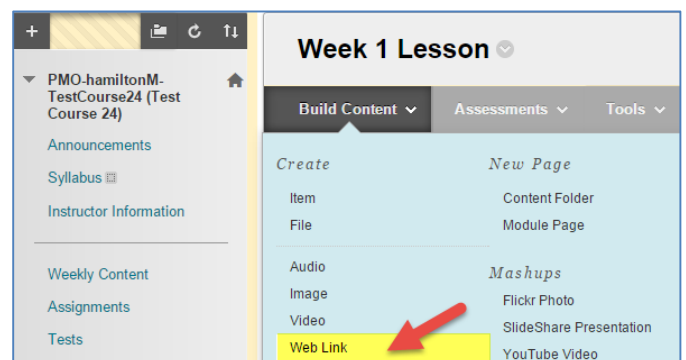 PMO-hamiltonM-
TestCourse24 (Test
Course 24)
Announcements
Syllabus
Instructor Information
Weekly Content
Assignments
Tests
Week 1 Lesson
Build Content
Assessments
Tools
Create
Item
File
Audio
Image
Video
Web Link
New Page
Content Folder
Module Page
Mashups
Flickr Photo
SlideShare Presentation
YouTube Video